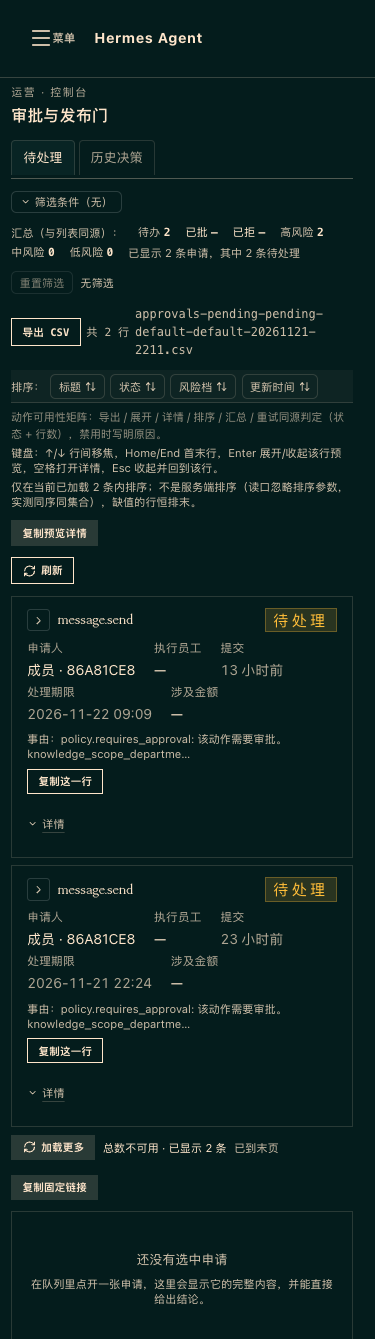 菜单 Hermes Agent
运营 · 控制台
审批与发布门
待处理 历史决策
筛选条件（无）
汇总（与列表同源）： 待办 2 已批 — 已拒 — 高风险 2
中风险 0 低风险 0 已显示 2 条申请，其中 2 条待处理
重置筛选 无筛选
导出 CSV 共 2 行 approvals-pending-pending-
default-default-20261121-
2211.csv
排序： 标题 ⇅ 状态 ⇅ 风险档 ⇅ 更新时间 ⇅
动作可用性矩阵：导出 / 展开 / 详情 / 排序 / 汇总 / 重试同源判定（状
态 + 行数），禁用时写明原因。
键盘：↑/↓ 行间移焦，Home/End 首末行，Enter 展开/收起该行预
览，空格打开详情，Esc 收起并回到该行。
仅在当前已加载 2 条内排序；不是服务端排序（读口忽略排序参数，
实测同序同集合），缺值的行恒排末。
复制预览详情
刷新
message.send 待处理
申请人 执行员工 提交
成员 · 86A81CE8 — 13 小时前
处理期限 涉及金额
2026-11-22 09:09 —
事由：policy.requires_approval: 该动作需要审批。
knowledge_scope_departme…
复制这一行
详情
message.send 待处理
申请人 执行员工 提交
成员 · 86A81CE8 — 23 小时前
处理期限 涉及金额
2026-11-21 22:24 —
事由：policy.requires_approval: 该动作需要审批。
knowledge_scope_departme…
复制这一行
详情
加载更多 总数不可用 · 已显示 2 条 已到末页
复制固定链接
还没有选中申请
在队列里点开一张申请，这里会显示它的完整内容，并能直接
给出结论。